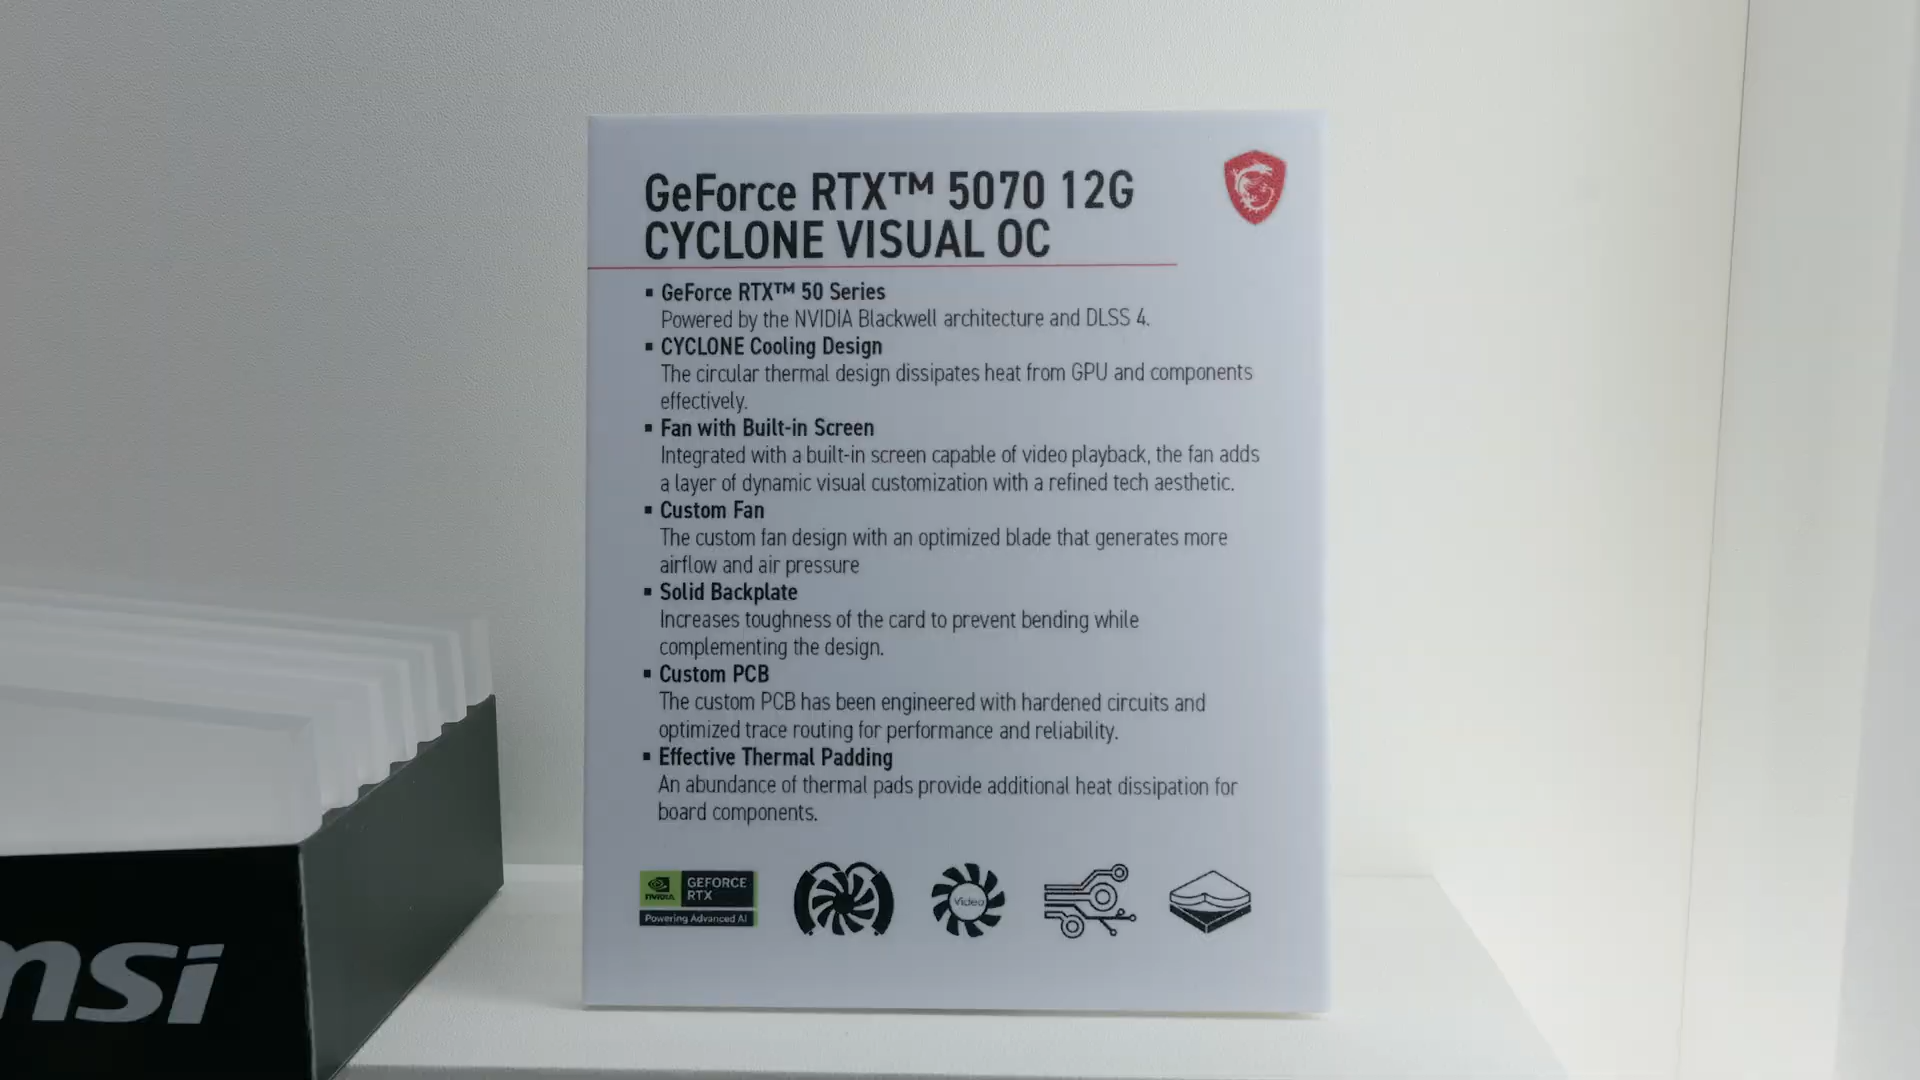 GeForce RTX™ 5070 12G
CYCLONE VISUAL OC
▪ GeForce RTX™ 50 Series
Powered by the NVIDIA Blackwell architecture and DLSS 4.
▪ CYCLONE Cooling Design
The circular thermal design dissipates heat from GPU and components
effectively.
▪ Fan with Built-in Screen
Integrated with a built-in screen capable of video playback, the fan adds
a layer of dynamic visual customization with a refined tech aesthetic.
▪ Custom Fan
The custom fan design with an optimized blade that generates more
airflow and air pressure
▪ Solid Backplate
Increases toughness of the card to prevent bending while
complementing the design.
▪ Custom PCB
The custom PCB has been engineered with hardened circuits and
optimized trace routing for performance and reliability.
▪ Effective Thermal Padding
An abundance of thermal pads provide additional heat dissipation for
board components.
NVIDIA
GEFORCE
RTX
Powering Advanced AI
Video
msi